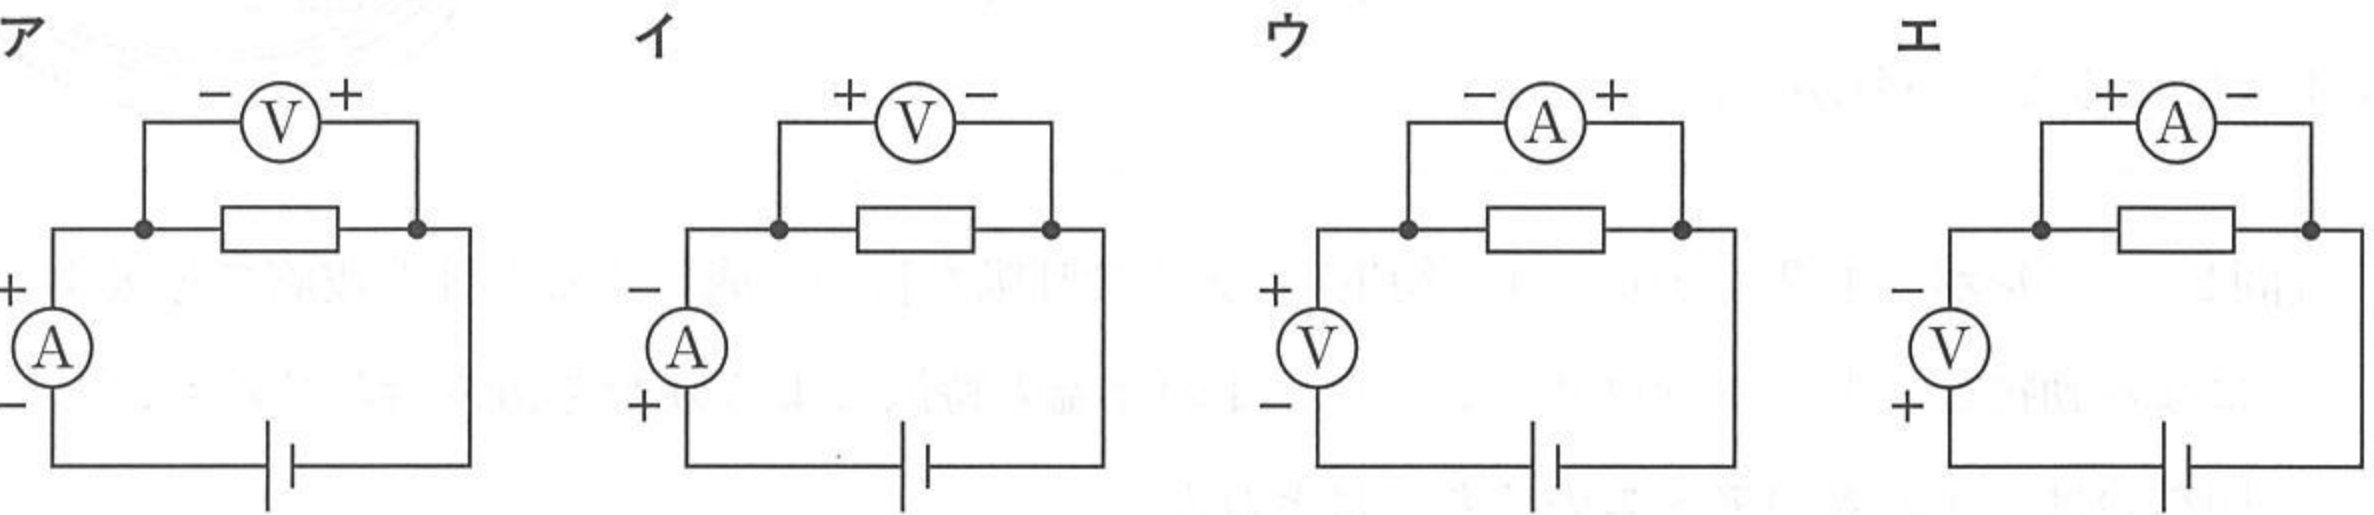 ア イ ウ エ
− V + + V − − A + + A −
+ − + −
A A V V
− + − +